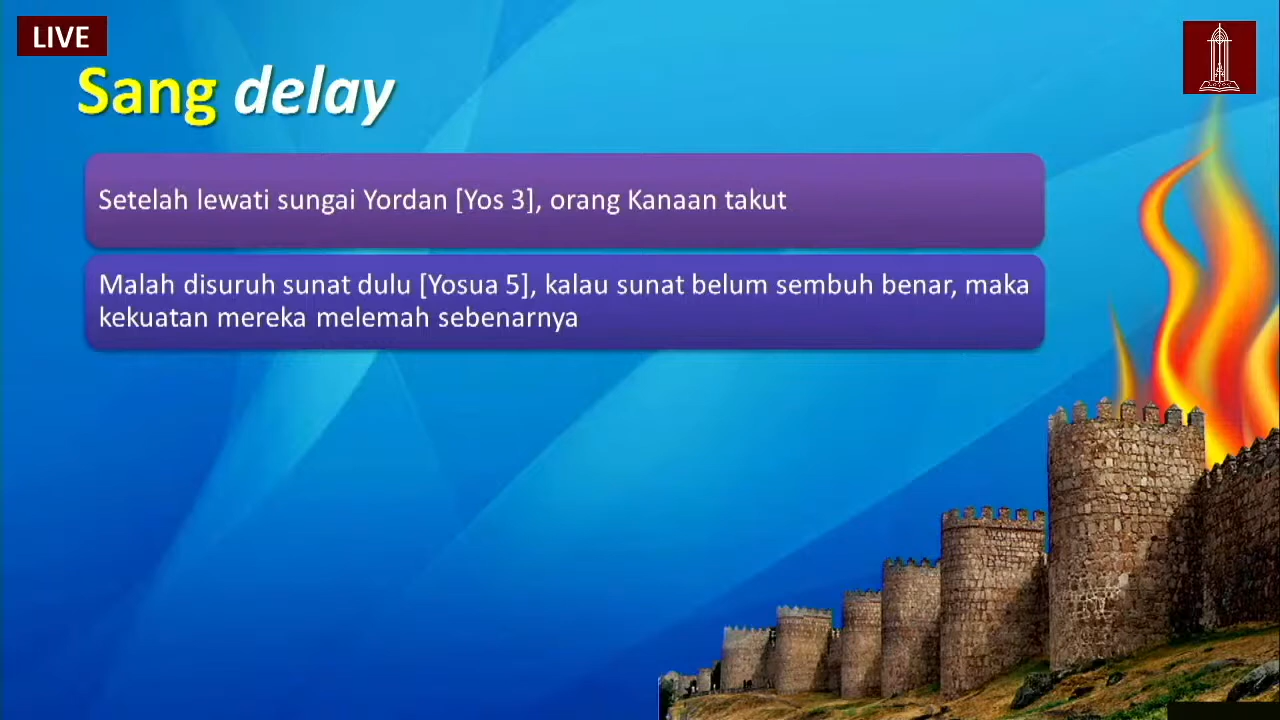 LIVE
Sang delay
Setelah lewati sungai Yordan [Yos 3], orang Kanaan takut
Malah disuruh sunat dulu [Yosua 5], kalau sunat belum sembuh benar, maka
kekuatan mereka melemah sebenarnya